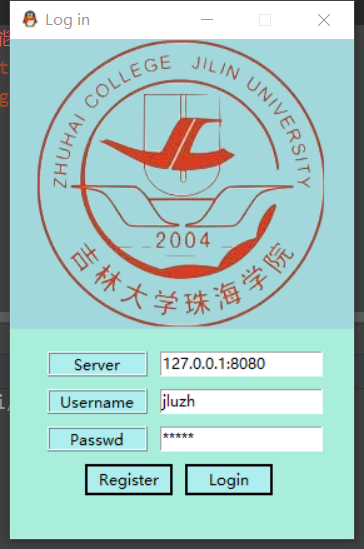 Log in
ZHUHAI COLLEGE JILIN UNIVERSITY
2004
吉林大学珠海学院
Server
127.0.0.1:8080
Username
jluzh
Passwd
*****
Register
Login